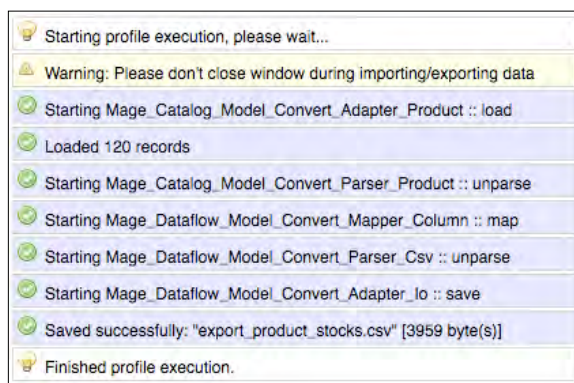 Starting profile execution, please wait...
Warning: Please don't close window during importing/exporting data
Starting Mage_Catalog_Model_Convert_Adapter_Product :: load
Loaded 120 records
Starting Mage_Catalog_Model_Convert_Parser_Product :: unparse
Starting Mage_Dataflow_Model_Convert_Mapper_Column :: map
Starting Mage_Dataflow_Model_Convert_Parser_Csv :: unparse
Starting Mage_Dataflow_Model_Convert_Adapter_Io :: save
Saved successfully: "export_product_stocks.csv" [3959 byte(s)]
Finished profile execution.